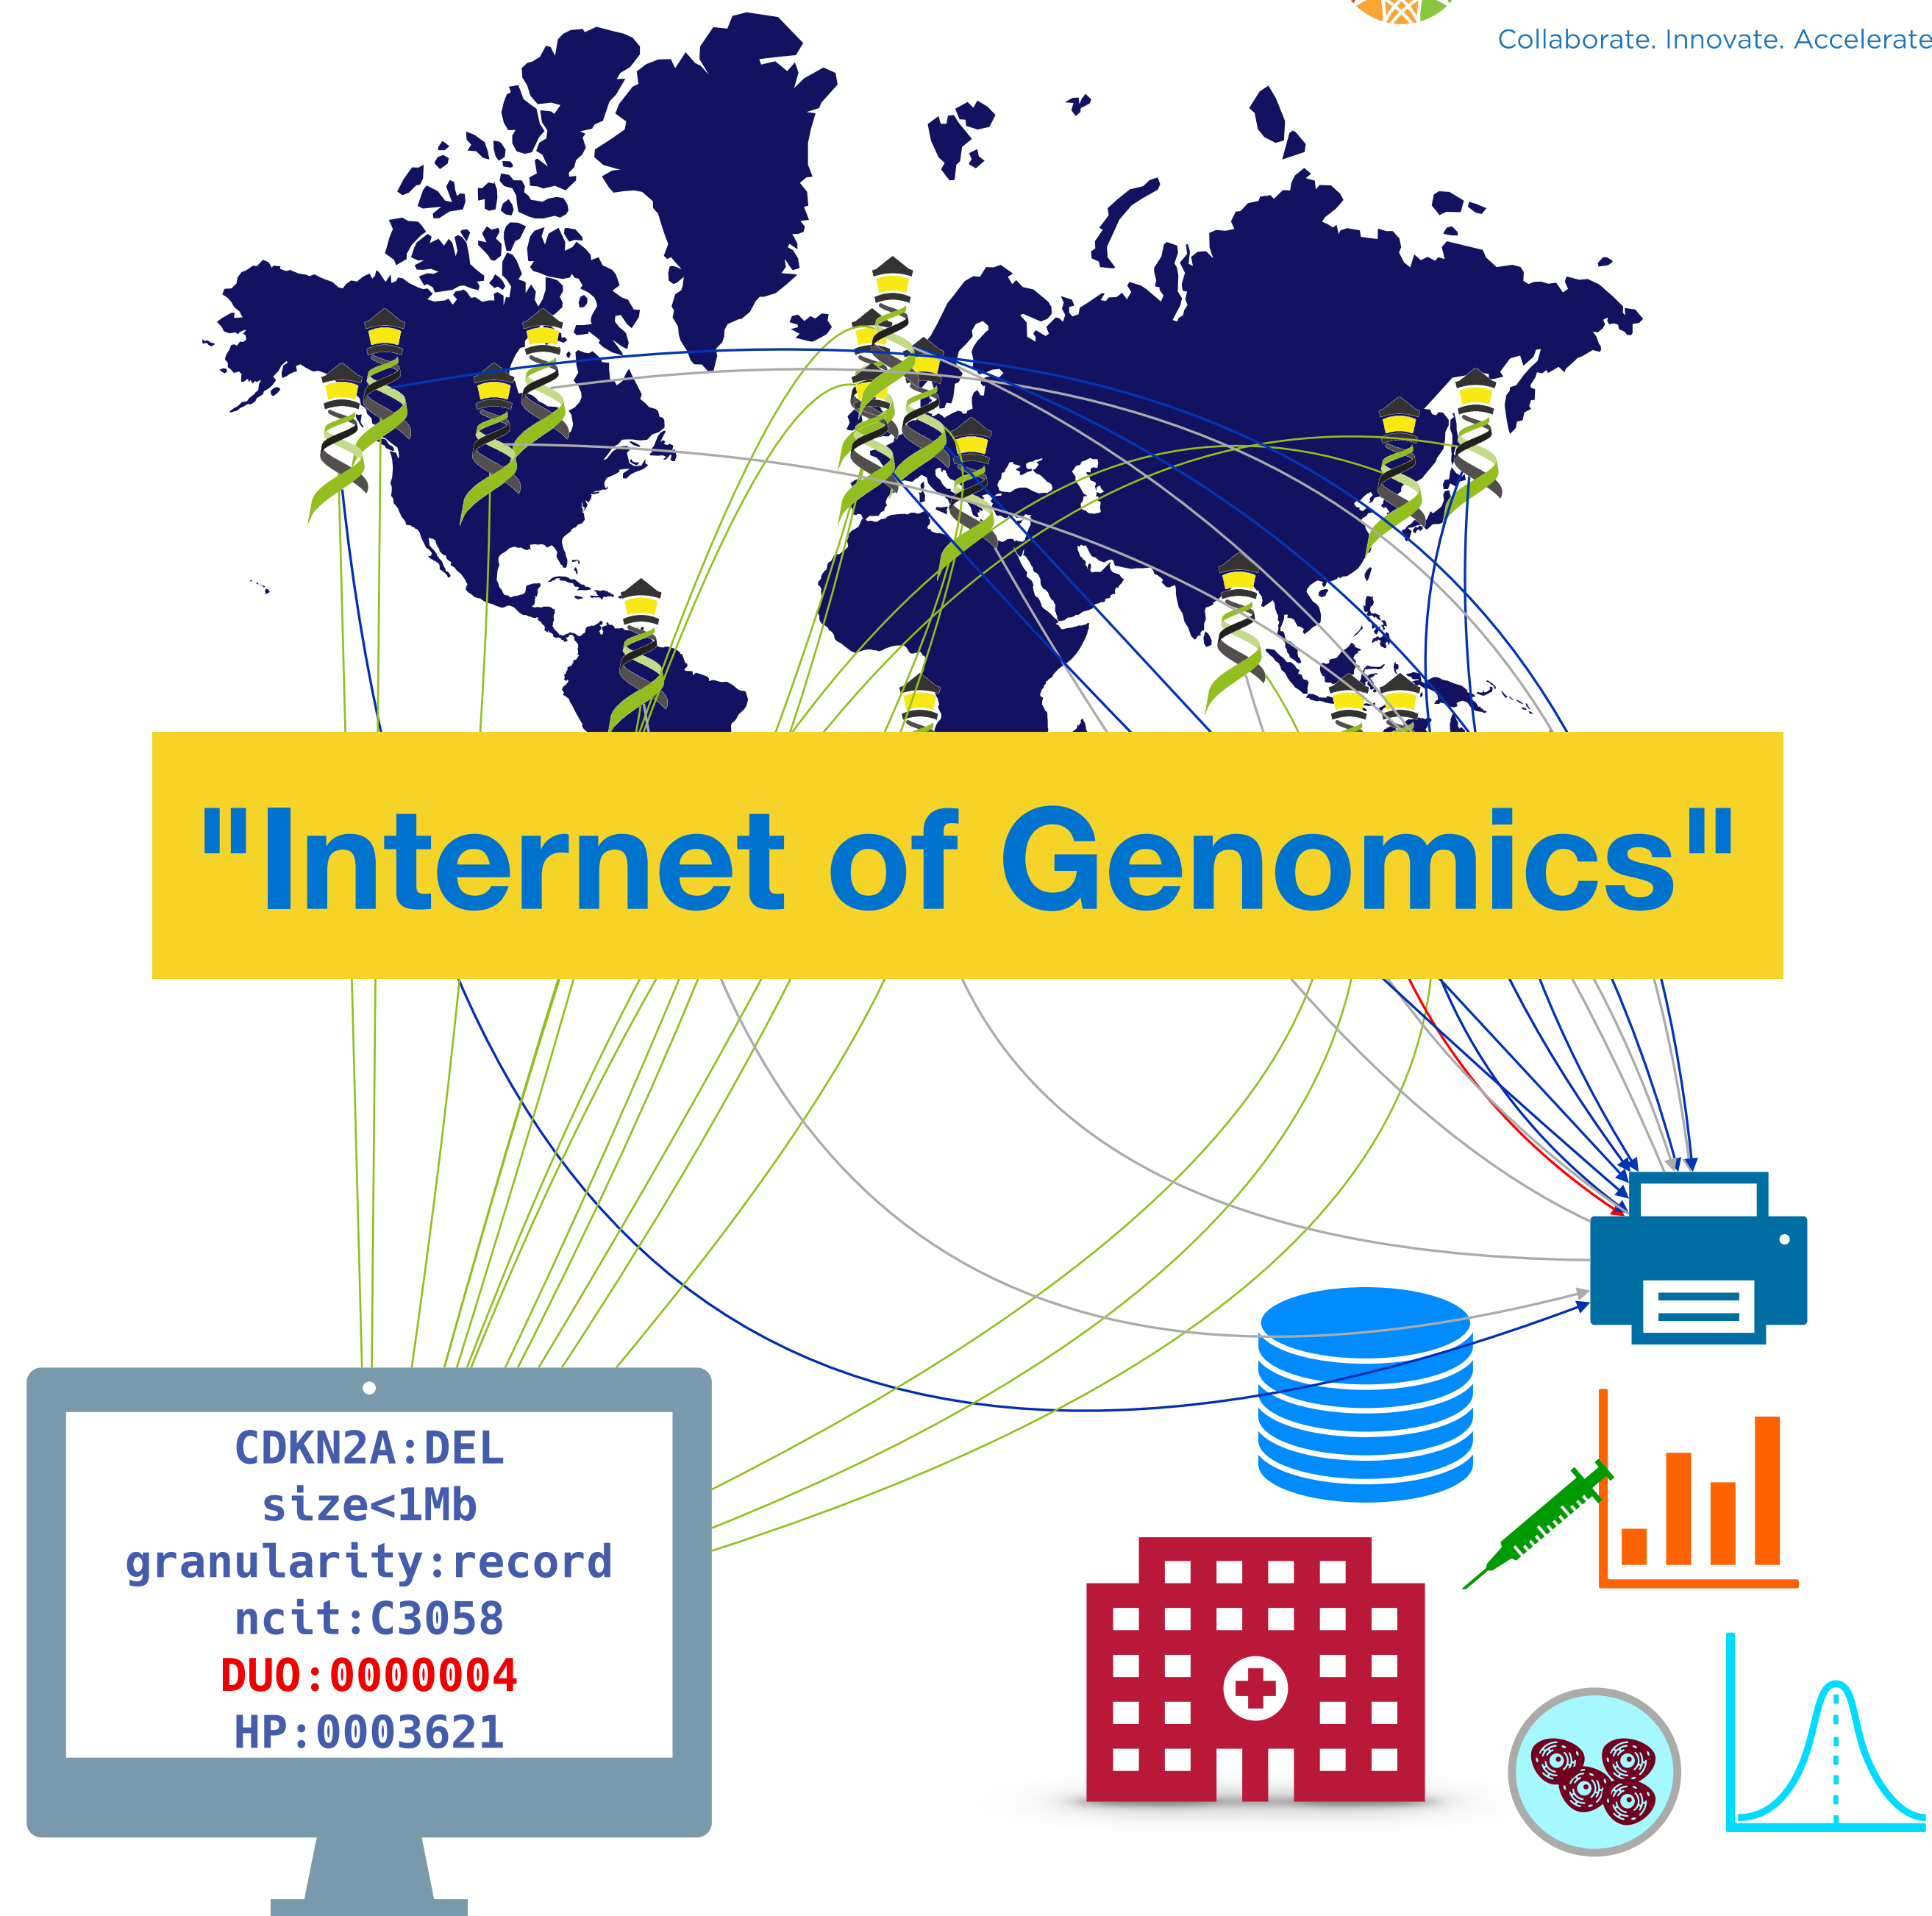 Collaborate. Innovate. Accelerate
"Internet of Genomics"
CDKN2A:DEL
size<1Mb
granularity:record
ncit:C3058
DUO:0000004
HP:0003621